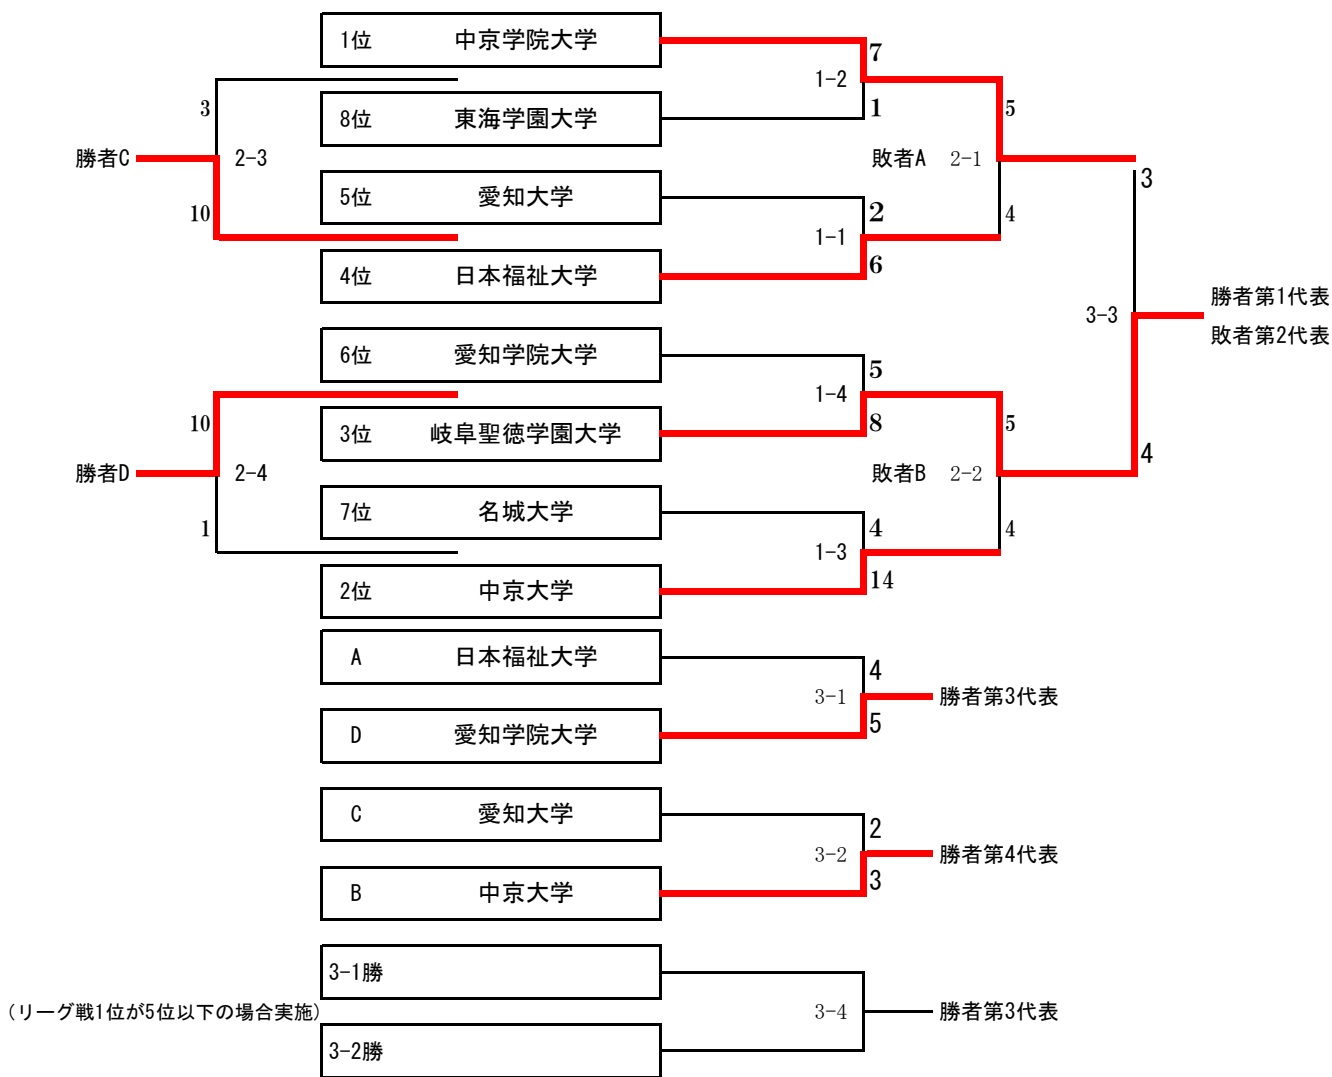 1位 中京学院大学
7
1-2
3
1
5
8位 東海学園大学
勝者C
2-3
敗者A
2-1
3
5位 愛知大学
10
2
4
1-1
6
4位 日本福祉大学
勝者第1代表
3-3
敗者第2代表
6位 愛知学院大学
5
1-4
10
8
5
3位 岐阜聖徳学園大学
4
勝者D
2-4
敗者B
2-2
7位 名城大学
1
4
4
1-3
14
2位 中京大学
A 日本福祉大学
4
3-1
勝者第3代表
5
D 愛知学院大学
C 愛知大学
2
3-2
勝者第4代表
3
B 中京大学
3-1勝
(リーグ戦1位が5位以下の場合実施)
3-4
勝者第3代表
3-2勝